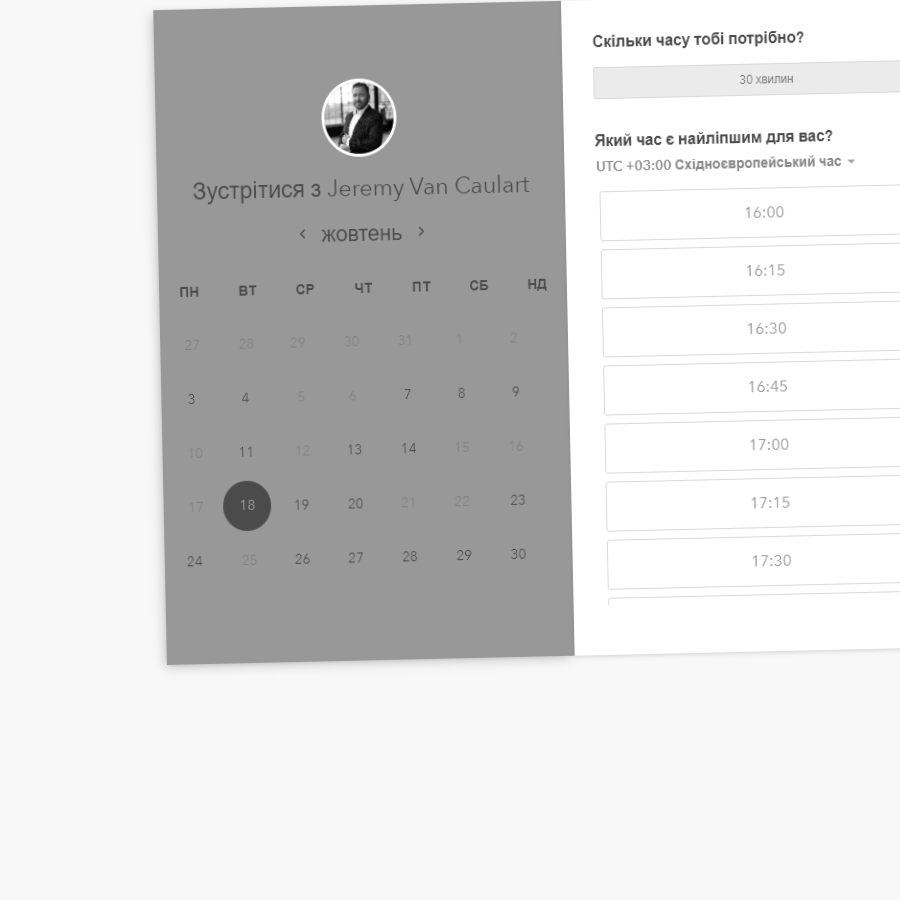 Зустрітися з Jeremy Van Caulart
‹ жовтень ›
ПН ВТ СР ЧТ ПТ СБ НД
27 28 29 30 31 1 2
3 4 5 6 7 8 9
10 11 12 13 14 15 16
17 18 19 20 21 22 23
24 25 26 27 28 29 30
Скільки часу тобі потрібно?
30 хвилин
Який час є найліпшим для вас?
UTC +03:00 Східноєвропейський час
16:00
16:15
16:30
16:45
17:00
17:15
17:30